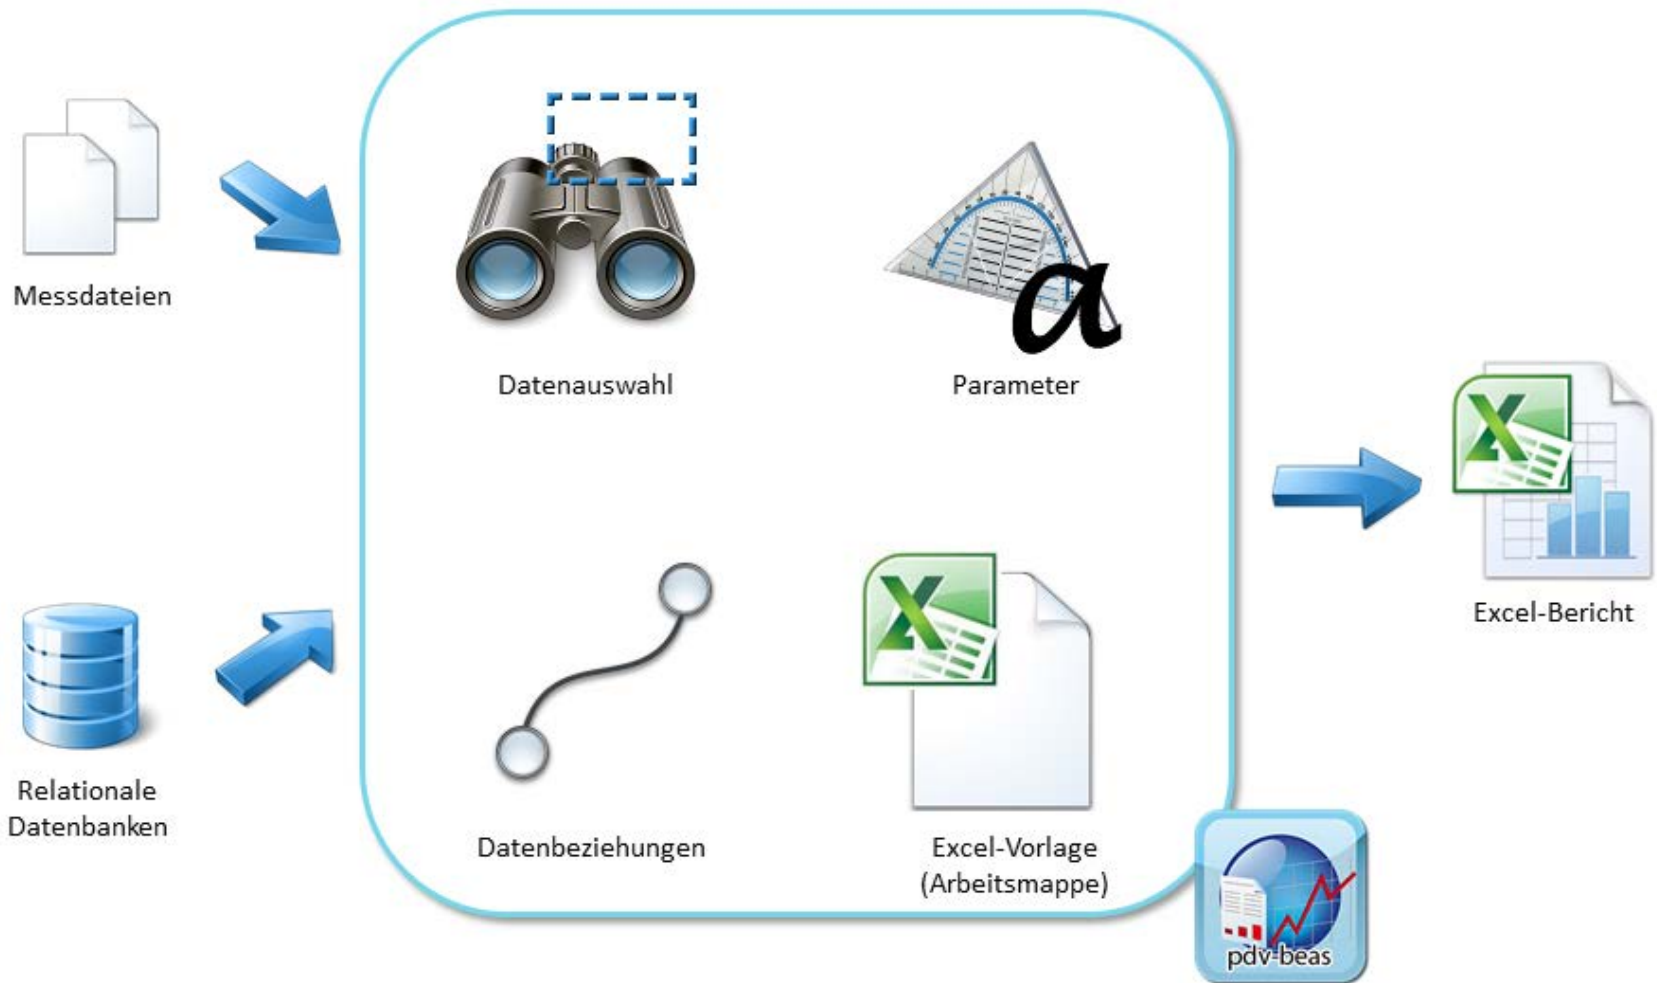 Messdateien
Datenauswahl
Parameter
Excel-Bericht
Relationale
Datenbanken
Datenbeziehungen
Excel-Vorlage
(Arbeitsmappe)
pdv-beas